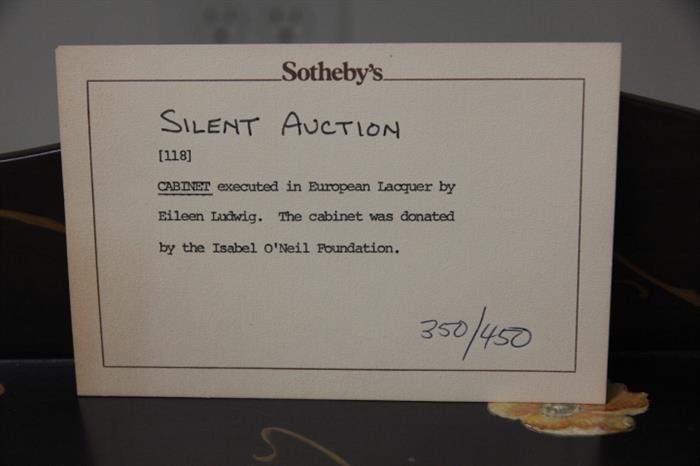 Sotheby's
SILENT AUCTION
[118]
CABINET executed in European Lacquer by
Eileen Ludwig. The cabinet was donated
by the Isabel O'Neil Foundation.
350/450